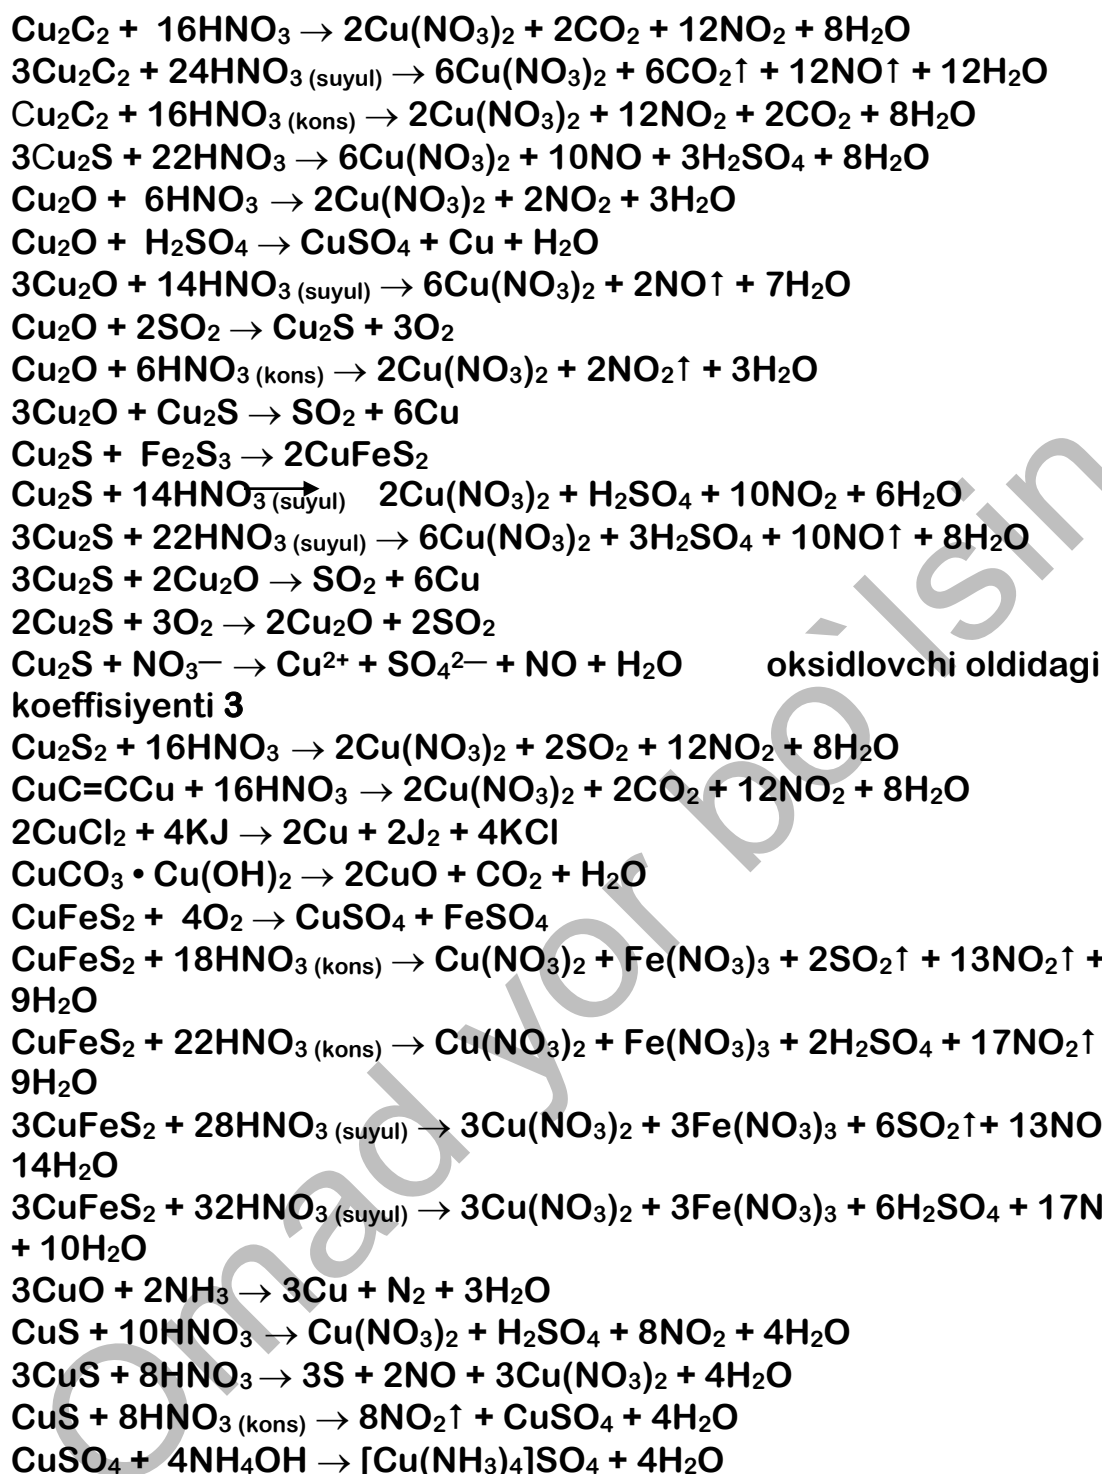 Cu₂C₂ + 16HNO₃ → 2Cu(NO₃)₂ + 2CO₂ + 12NO₂ + 8H₂O
3Cu₂C₂ + 24HNO₃ (suyul) → 6Cu(NO₃)₂ + 6CO₂↑ + 12NO↑ + 12H₂O
Cu₂C₂ + 16HNO₃ (kons) → 2Cu(NO₃)₂ + 12NO₂ + 2CO₂ + 8H₂O
3Cu₂S + 22HNO₃ → 6Cu(NO₃)₂ + 10NO + 3H₂SO₄ + 8H₂O
Cu₂O + 6HNO₃ → 2Cu(NO₃)₂ + 2NO₂ + 3H₂O
Cu₂O + H₂SO₄ → CuSO₄ + Cu + H₂O
3Cu₂O + 14HNO₃ (suyul) → 6Cu(NO₃)₂ + 2NO↑ + 7H₂O
Cu₂O + 2SO₂ → Cu₂S + 3O₂
Cu₂O + 6HNO₃ (kons) → 2Cu(NO₃)₂ + 2NO₂↑ + 3H₂O
3Cu₂O + Cu₂S → SO₂ + 6Cu
Cu₂S + Fe₂S₃ → 2CuFeS₂
Cu₂S + 14HNO₃ (suyul) → 2Cu(NO₃)₂ + H₂SO₄ + 10NO₂ + 6H₂O
3Cu₂S + 22HNO₃ (suyul) → 6Cu(NO₃)₂ + 3H₂SO₄ + 10NO↑ + 8H₂O
3Cu₂S + 2Cu₂O → SO₂ + 6Cu
2Cu₂S + 3O₂ → 2Cu₂O + 2SO₂
Cu₂S + NO₃⁻ → Cu²⁺ + SO₄²⁻ + NO + H₂O oksidlovchi oldidagi
koeffisiyenti 3
Cu₂S₂ + 16HNO₃ → 2Cu(NO₃)₂ + 2SO₂ + 12NO₂ + 8H₂O
CuC=CCu + 16HNO₃ → 2Cu(NO₃)₂ + 2CO₂ + 12NO₂ + 8H₂O
2CuCl₂ + 4KJ → 2Cu + 2J₂ + 4KCl
CuCO₃ • Cu(OH)₂ → 2CuO + CO₂ + H₂O
CuFeS₂ + 4O₂ → CuSO₄ + FeSO₄
CuFeS₂ + 18HNO₃ (kons) → Cu(NO₃)₂ + Fe(NO₃)₃ + 2SO₂↑ + 13NO₂↑ +
9H₂O
CuFeS₂ + 22HNO₃ (kons) → Cu(NO₃)₂ + Fe(NO₃)₃ + 2H₂SO₄ + 17NO₂↑
9H₂O
3CuFeS₂ + 28HNO₃ (suyul) → 3Cu(NO₃)₂ + 3Fe(NO₃)₃ + 6SO₂↑+ 13NO
14H₂O
3CuFeS₂ + 32HNO₃ (suyul) → 3Cu(NO₃)₂ + 3Fe(NO₃)₃ + 6H₂SO₄ + 17N
+ 10H₂O
3CuO + 2NH₃ → 3Cu + N₂ + 3H₂O
CuS + 10HNO₃ → Cu(NO₃)₂ + H₂SO₄ + 8NO₂ + 4H₂O
3CuS + 8HNO₃ → 3S + 2NO + 3Cu(NO₃)₂ + 4H₂O
CuS + 8HNO₃ (kons) → 8NO₂↑ + CuSO₄ + 4H₂O
CuSO₄ + 4NH₄OH → [Cu(NH₃)₄]SO₄ + 4H₂O
Omad yor bo`lsin